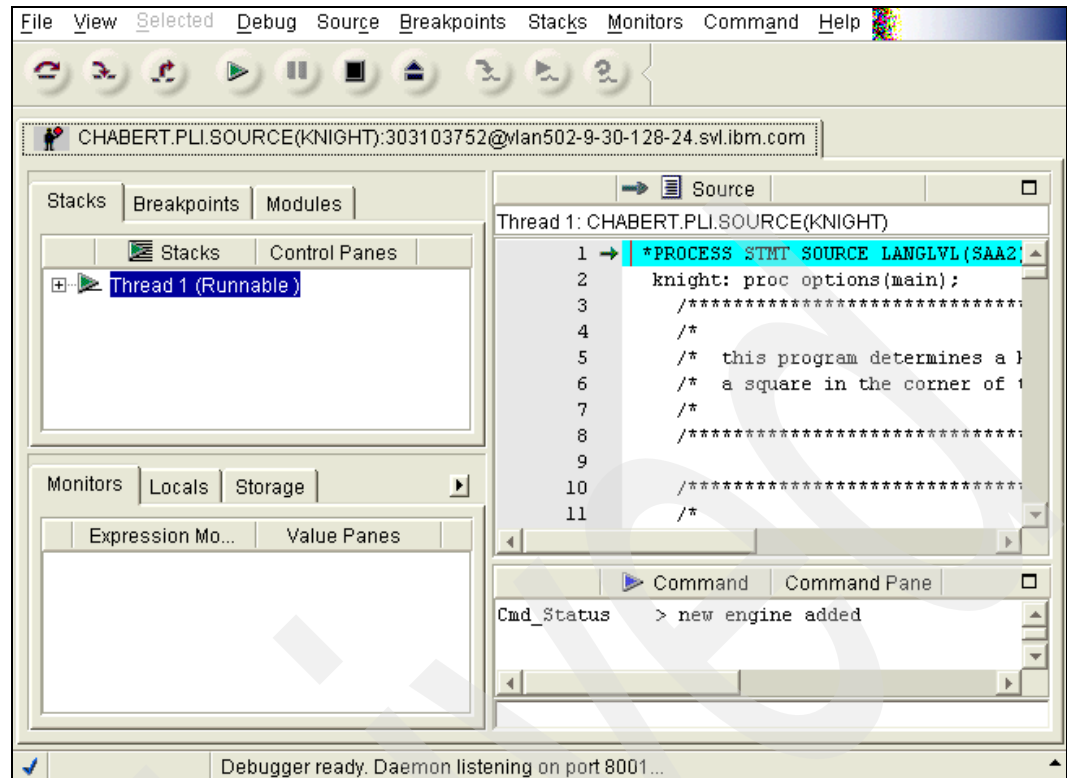 File View Selected Debug Source Breakpoints Stacks Monitors Command Help
CHABERT.PLI.SOURCE(KNIGHT):303103752@vlan502-9-30-128-24.svl.ibm.com
Stacks Breakpoints Modules
Stacks Control Panes
Thread 1 (Runnable )
Monitors Locals Storage
Expression Mo... Value Panes
Source
Thread 1: CHABERT.PLI.SOURCE(KNIGHT)
1 *PROCESS STMT SOURCE LANGLVL(SAA2)
2 knight: proc options(main);
3 /******************************
4 /*
5 /* this program determines a
6 /* a square in the corner of
7 /*
8 /******************************
9
10 /******************************
11 /*
Command Command Pane
Cmd_Status > new engine added
Debugger ready. Daemon listening on port 8001...